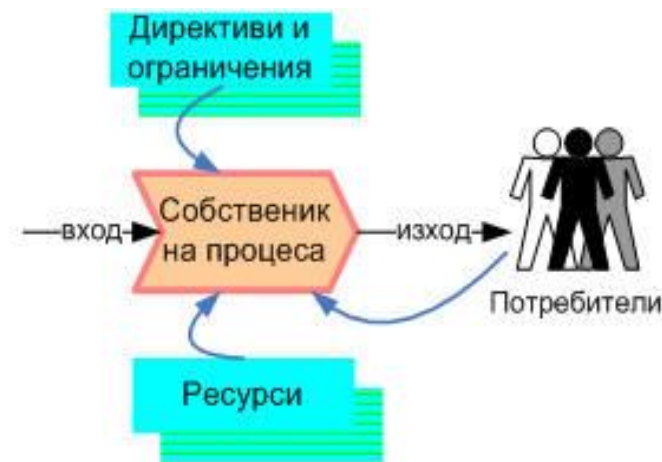 Директиви и
ограничения
вход
Собственик
на процеса
изход
Потребители
Ресурси